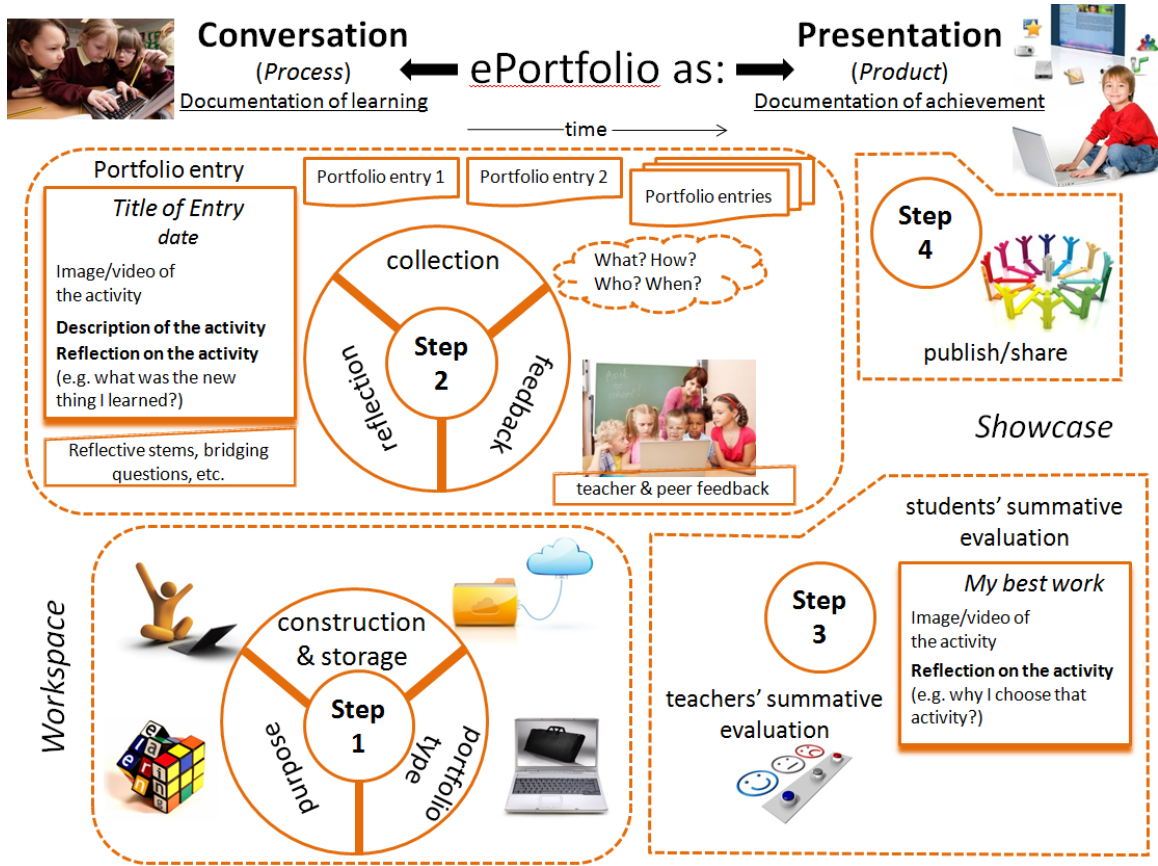 Conversation
(Process)
Documentation of learning
ePortfolio as:
Presentation
(Product)
Documentation of achievement
time
Portfolio entry
Title of Entry
date
Image/video of
the activity
Description of the activity
Reflection on the activity
(e.g. what was the new
thing I learned?)
Reflective stems, bridging
questions, etc.
Portfolio entry 1
Portfolio entry 2
Portfolio entries
What? How?
Who? When?
collection
reflection
feedback
Step
2
teacher & peer feedback
Step
4
publish/share
Showcase
Workspace
construction
& storage
purpose
portfolio
type
Step
1
students’ summative
evaluation
Step
3
teachers’ summative
evaluation
My best work
Image/video of
the activity
Reflection on the activity
(e.g. why I choose that
activity?)